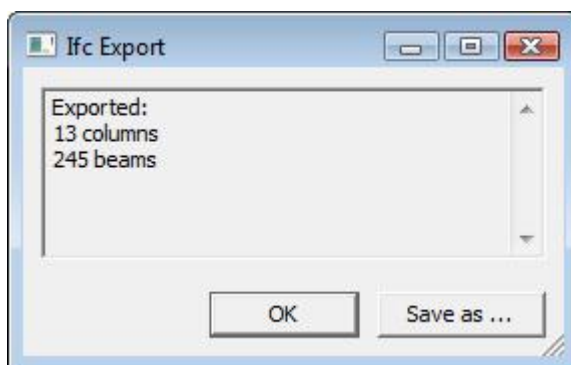 Ifc Export
Exported:
13 columns
245 beams
OK
Save as ...